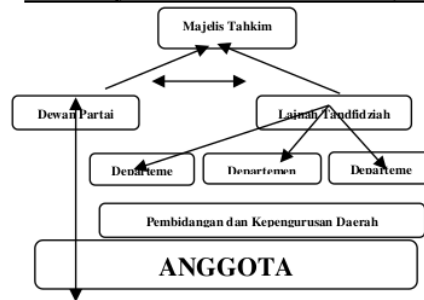 Majelis Tahkim
Dewan Partai
Lajnah Tandfidziah
Departeme
Departemen
Departeme
Pembidangan dan Kepengurusan Daerah
ANGGOTA